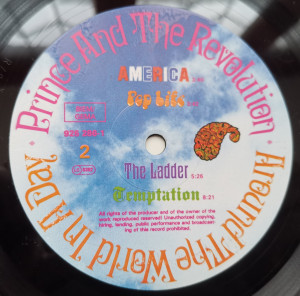 Prince And The Revolution
Around The World In A Day
AMERICA
Pop Life
2
The Ladder 5:26
Temptation 8:21
All rights of the producer and of the owner of the
work reproduced reserved! Unauthorized copying,
hiring, lending, public performance and broadcast-
ing of this record prohibited.